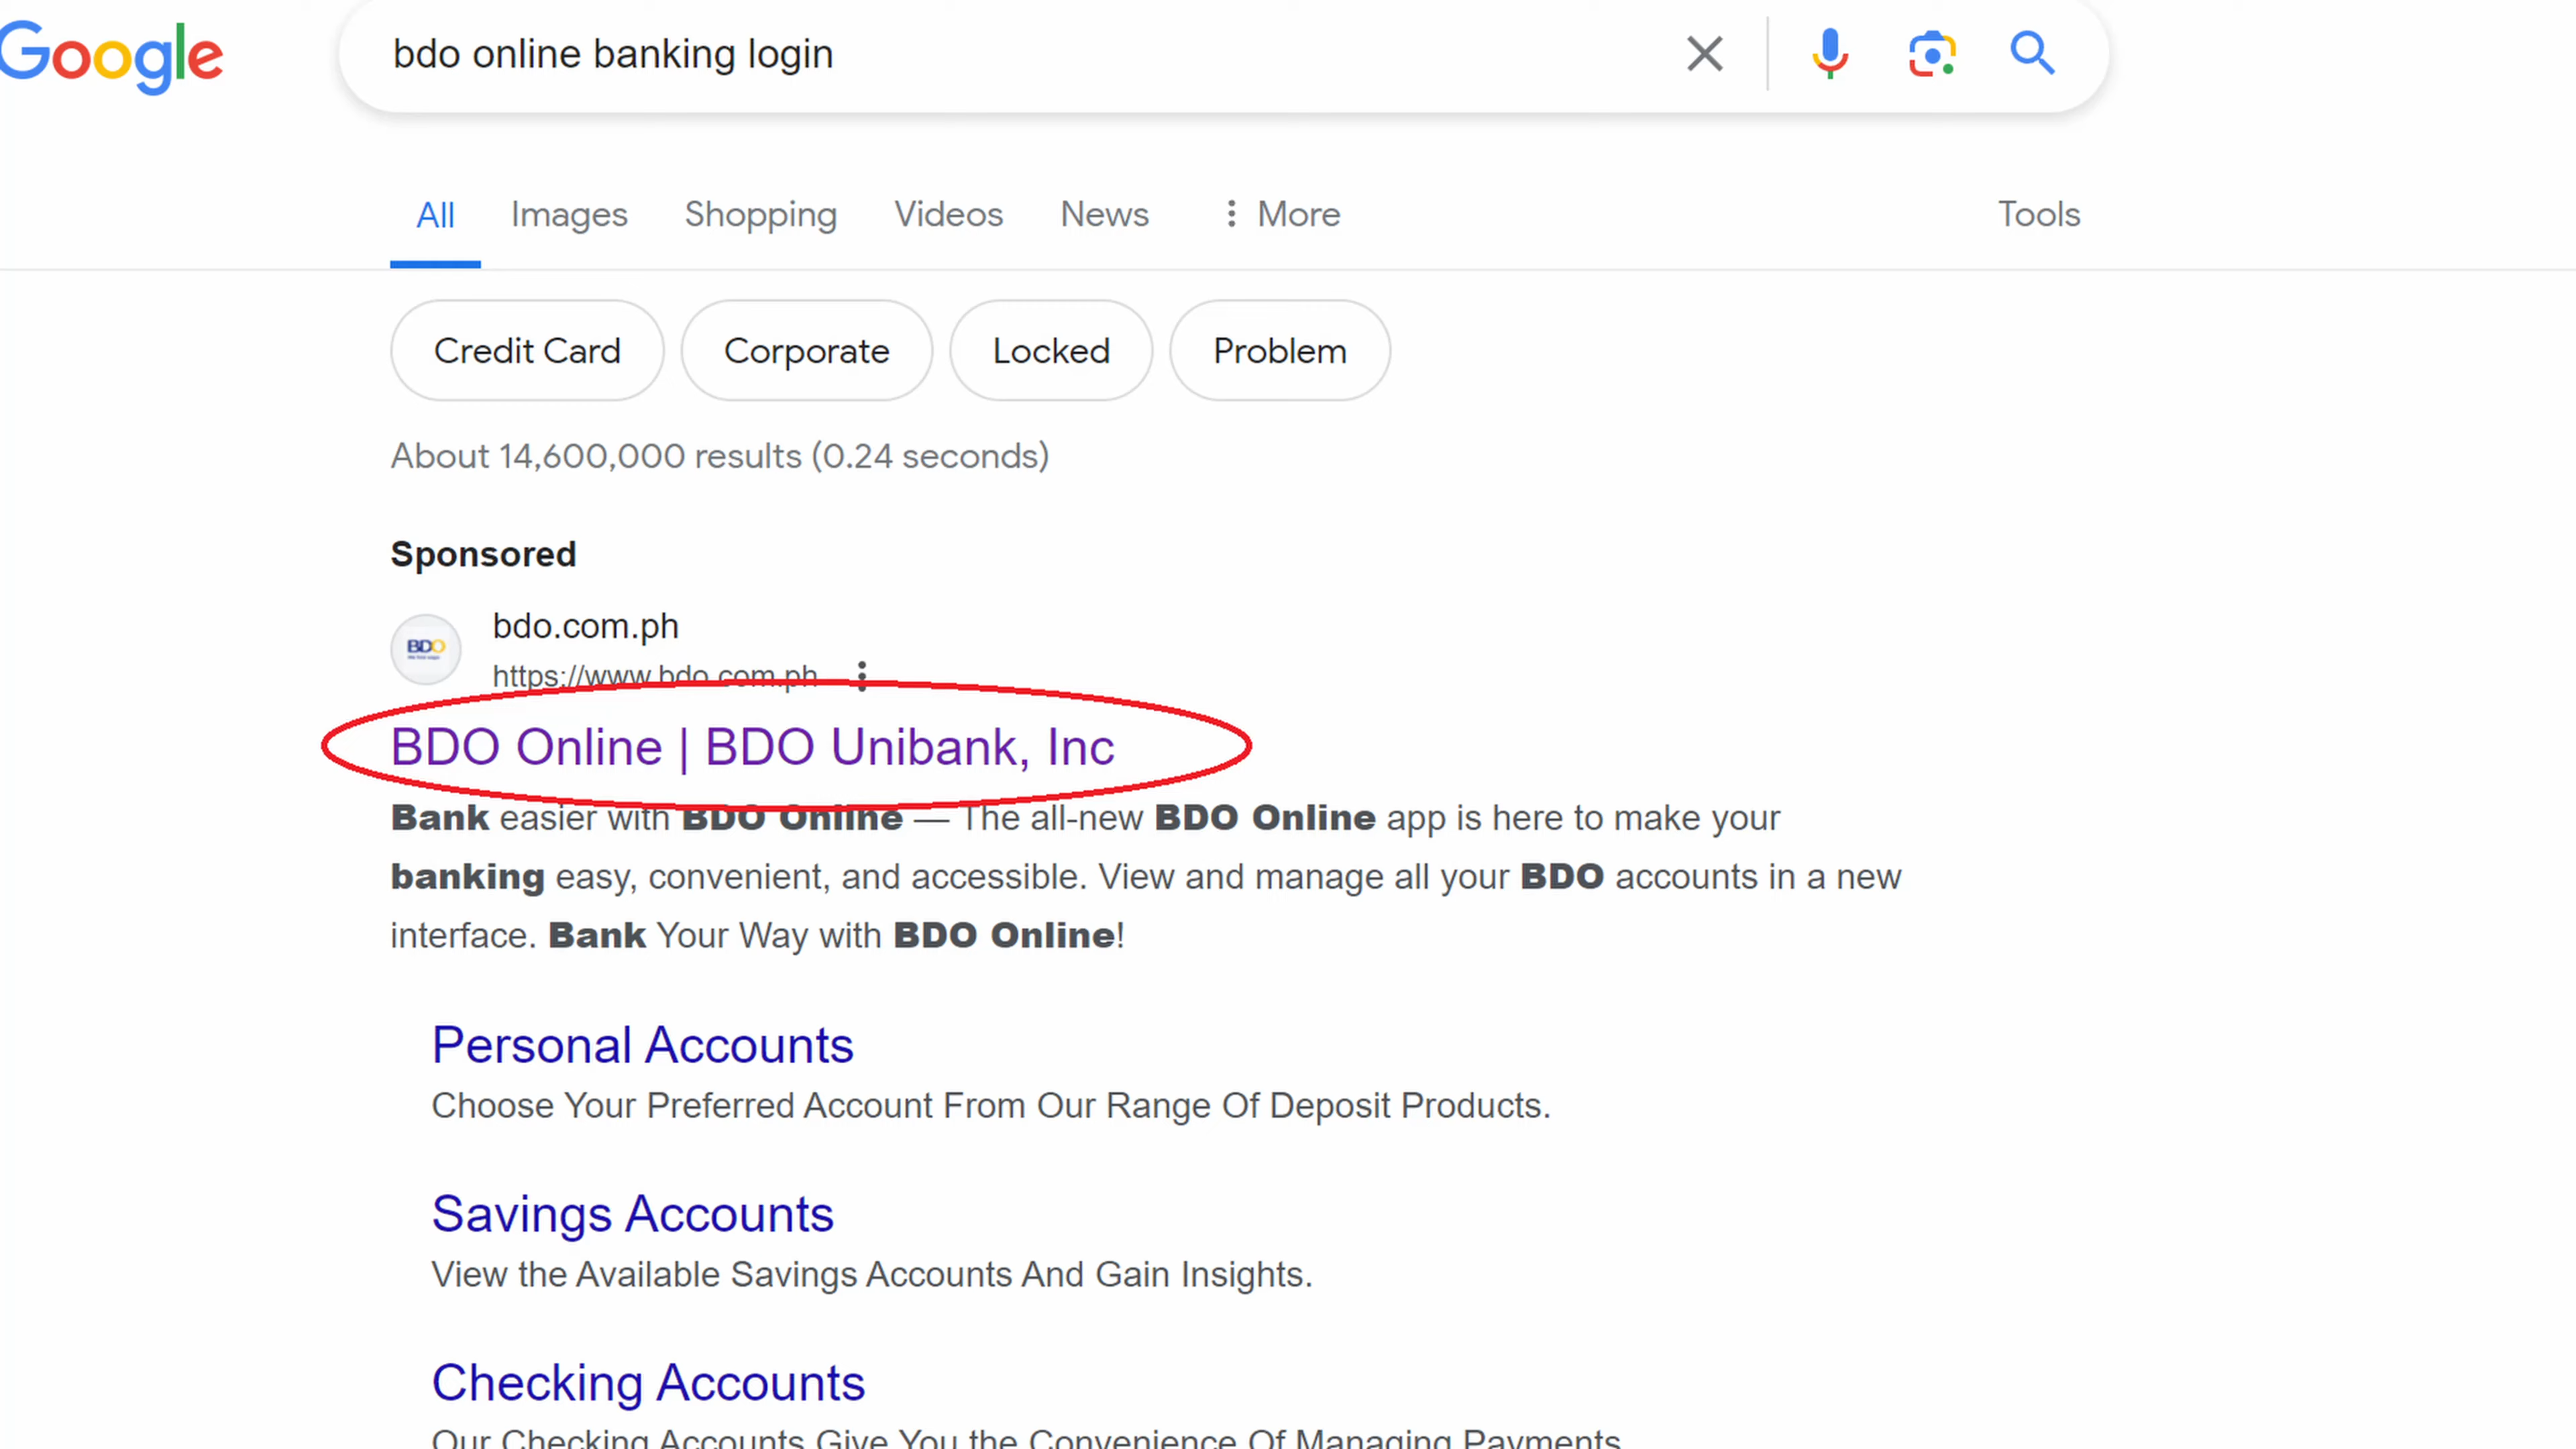 Google
bdo online banking login
All Images Shopping Videos News More Tools
Credit Card Corporate Locked Problem
About 14,600,000 results (0.24 seconds)
Sponsored
BDO
bdo.com.ph
https://www.bdo.com.ph
BDO Online | BDO Unibank, Inc
Bank easier with BDO Online — The all-new BDO Online app is here to make your
banking easy, convenient, and accessible. View and manage all your BDO accounts in a new
interface. Bank Your Way with BDO Online!
Personal Accounts
Choose Your Preferred Account From Our Range Of Deposit Products.
Savings Accounts
View the Available Savings Accounts And Gain Insights.
Checking Accounts
Our Checking Accounts Give You the Convenience Of Managing Payments